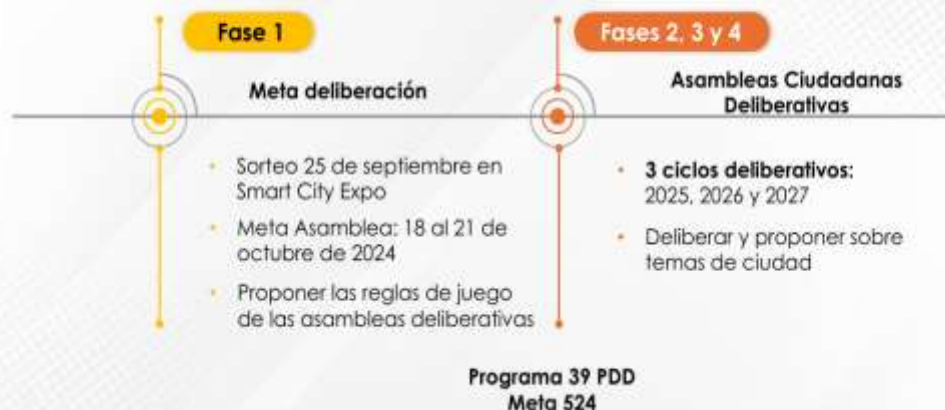 Fase 1
Meta deliberación
• Sorteo 25 de septiembre en
Smart City Expo
• Meta Asamblea: 18 al 21 de
octubre de 2024
• Proponer las reglas de juego
de las asambleas deliberativas
Fases 2, 3 y 4
Asambleas Ciudadanas
Deliberativas
• 3 ciclos deliberativos:
2025, 2026 y 2027
• Deliberar y proponer sobre
temas de ciudad
Programa 39 PDD
Meta 524